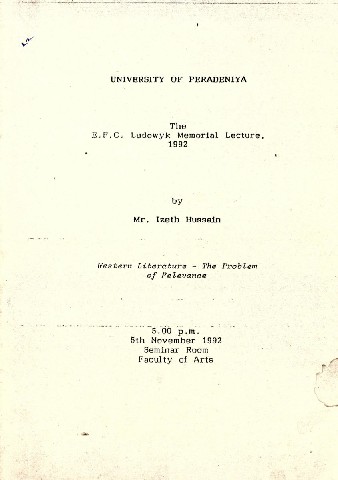 UNIVERSITY OF PERADENIYA
The
E.F.C. Ludowyk Memorial Lecture,
1992
by
Mr. Izeth Hussein
Western Literature - The Problem
of Relevance
5.00 p.m.
5th November 1992
Seminar Room
Faculty of Arts